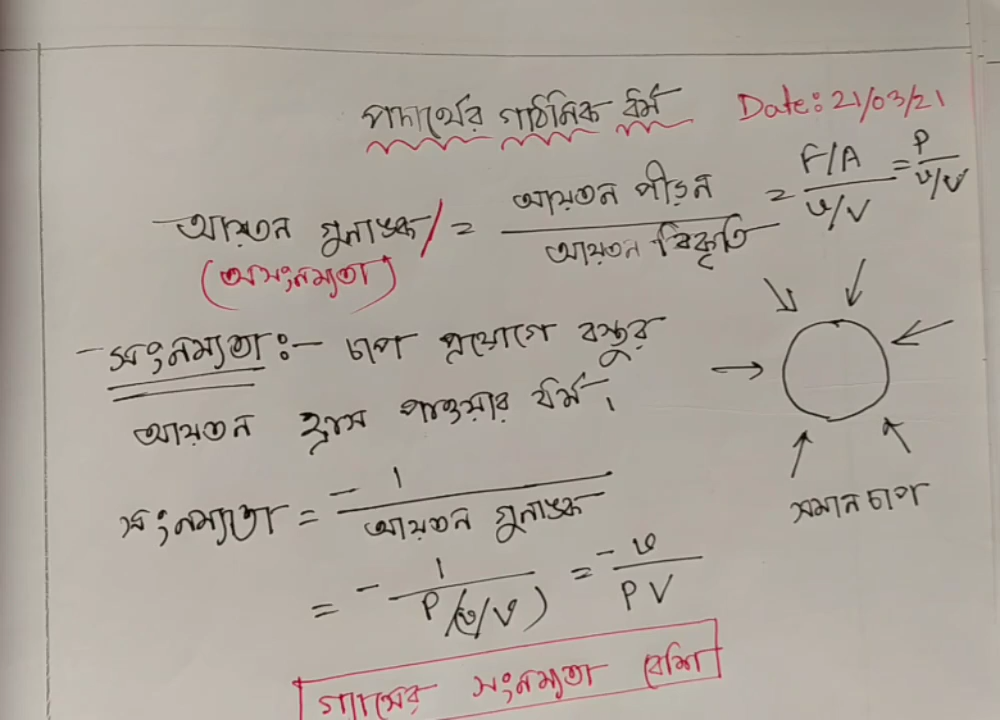 পদার্থের গাঠনিক ধর্ম Date: 21/03/21
আয়তন গুনাঙ্ক / = আয়তন পীড়ন / আয়তন বিকৃতি = F/A / v/V = P / v/V
(অসংনম্যতা)
সংনম্যতা :- চাপ প্রয়োগে বস্তুর
আয়তন হ্রাস পাওয়ার ধর্ম।
সমান চাপ
সংনম্যতা = - 1 / আয়তন গুনাঙ্ক
= - 1 / P/(v/V) = - v / PV
গ্যাসের সংনম্যতা বেশি